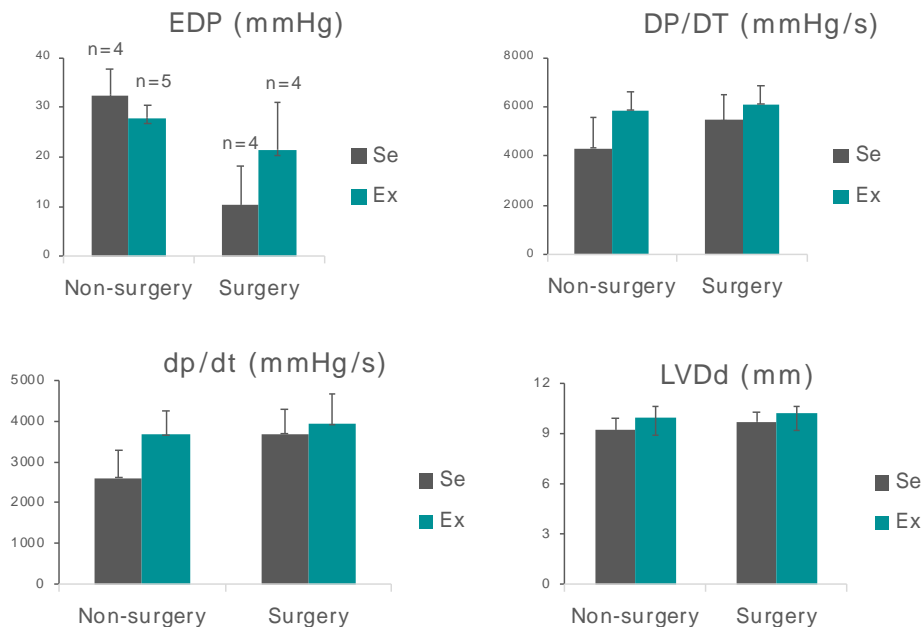 EDP (mmHg)
40
30
20
10
0
n=4
n=5
n=4
n=4
Non-surgery Surgery
Se
Ex
DP/DT (mmHg/s)
8000
6000
4000
2000
0
Non-surgery Surgery
Se
Ex
dp/dt (mmHg/s)
5000
4000
3000
2000
1000
0
Non-surgery Surgery
Se
Ex
LVDd (mm)
12
9
6
3
0
Non-surgery Surgery
Se
Ex